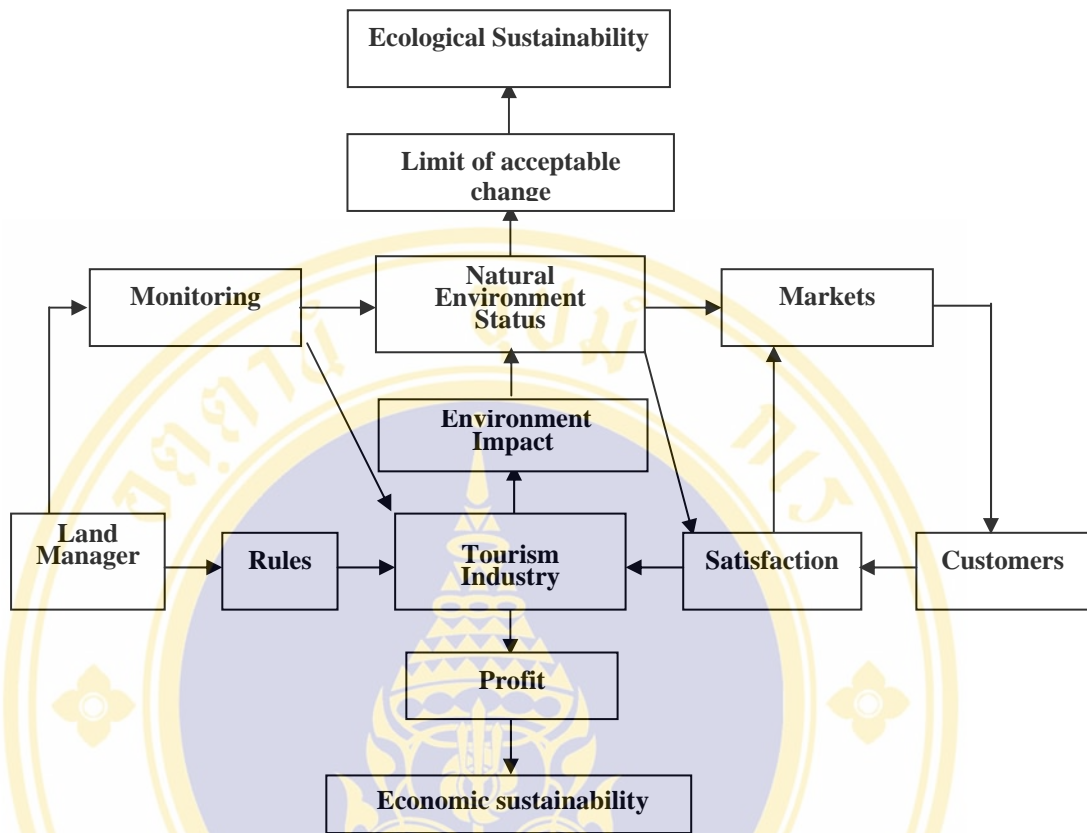 Ecological Sustainability
Limit of acceptable
change
Monitoring
Natural
Environment
Status
Markets
Environment
Impact
Land
Manager
Rules
Tourism
Industry
Satisfaction
Customers
Profit
Economic sustainability